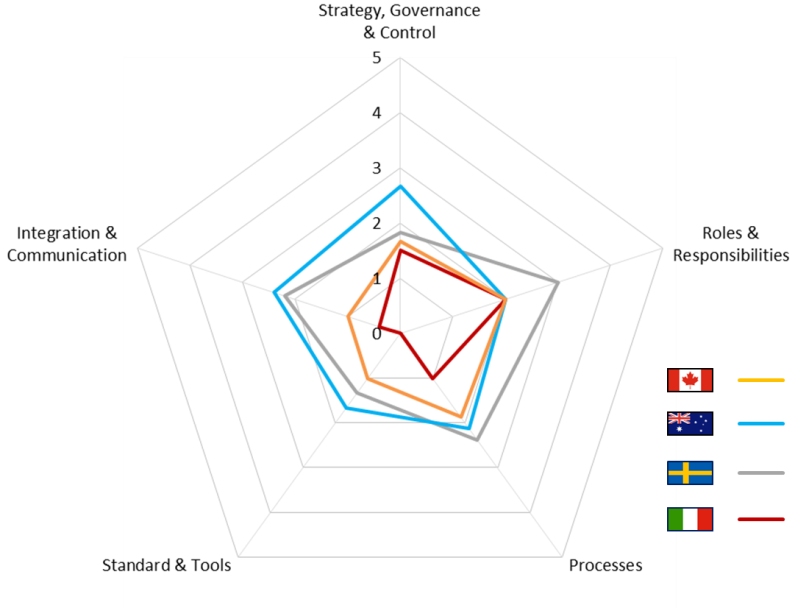 Strategy, Governance
& Control
5
4
3
2
1
0
Integration &
Communication
Roles &
Responsibilities
Standard & Tools
Processes